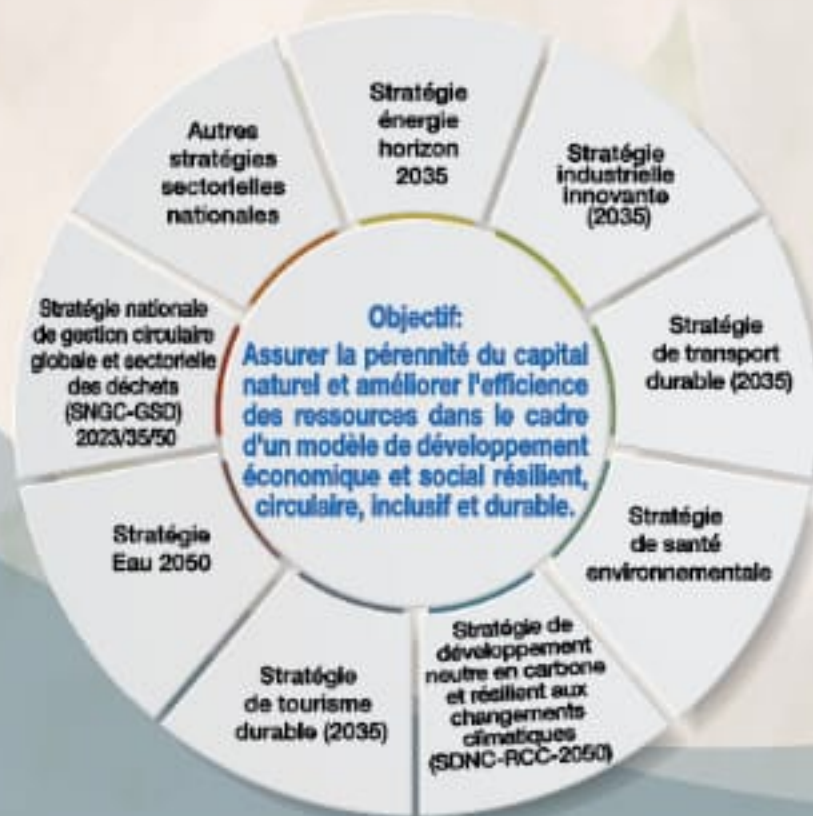 Stratégie
énergie
horizon
2035
Stratégie
industrielle
innovante
(2035)
Stratégie
de transport
durable (2035)
Stratégie
de santé
environnementale
Stratégie de
développement
neutre en carbone
et résilient aux
changements
climatiques
(SDNC-RCC-2050)
Stratégie
de tourisme
durable (2035)
Stratégie
Eau 2050
Stratégie nationale
de gestion circulaire
globale et sectorielle
des déchets
(SNGC-GSD)
2023/35/50
Autres
stratégies
sectorielles
nationales
Objectif:
Assurer la pérennité du capital
naturel et améliorer l'efficience
des ressources dans le cadre
d'un modèle de développement
économique et social résilient,
circulaire, inclusif et durable.